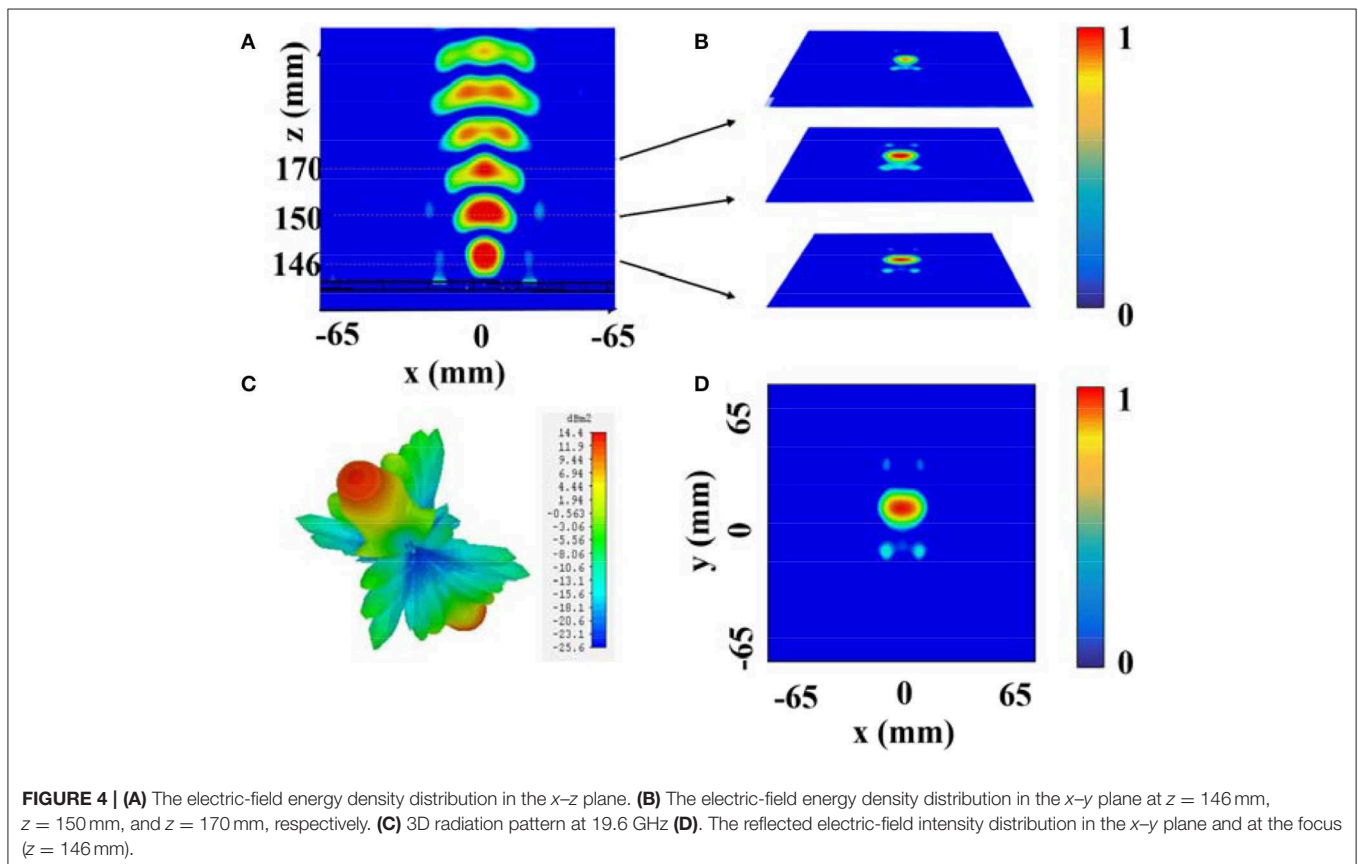 A
z (mm)
170
150
146
-65
0
-65
x (mm)
B
1
0
C
dBm2
14.4
11.9
9.44
6.94
4.44
1.94
-0.563
-3.06
-5.56
-8.06
-10.6
-13.1
-15.6
-18.1
-20.6
-23.1
-25.6
D
y (mm)
65
0
-65
-65
0
65
x (mm)
1
0
FIGURE 4 | (A) The electric-field energy density distribution in the x–z plane. (B) The electric-field energy density distribution in the x–y plane at z = 146 mm,
z = 150 mm, and z = 170 mm, respectively. (C) 3D radiation pattern at 19.6 GHz (D). The reflected electric-field intensity distribution in the x–y plane and at the focus
(z = 146 mm).